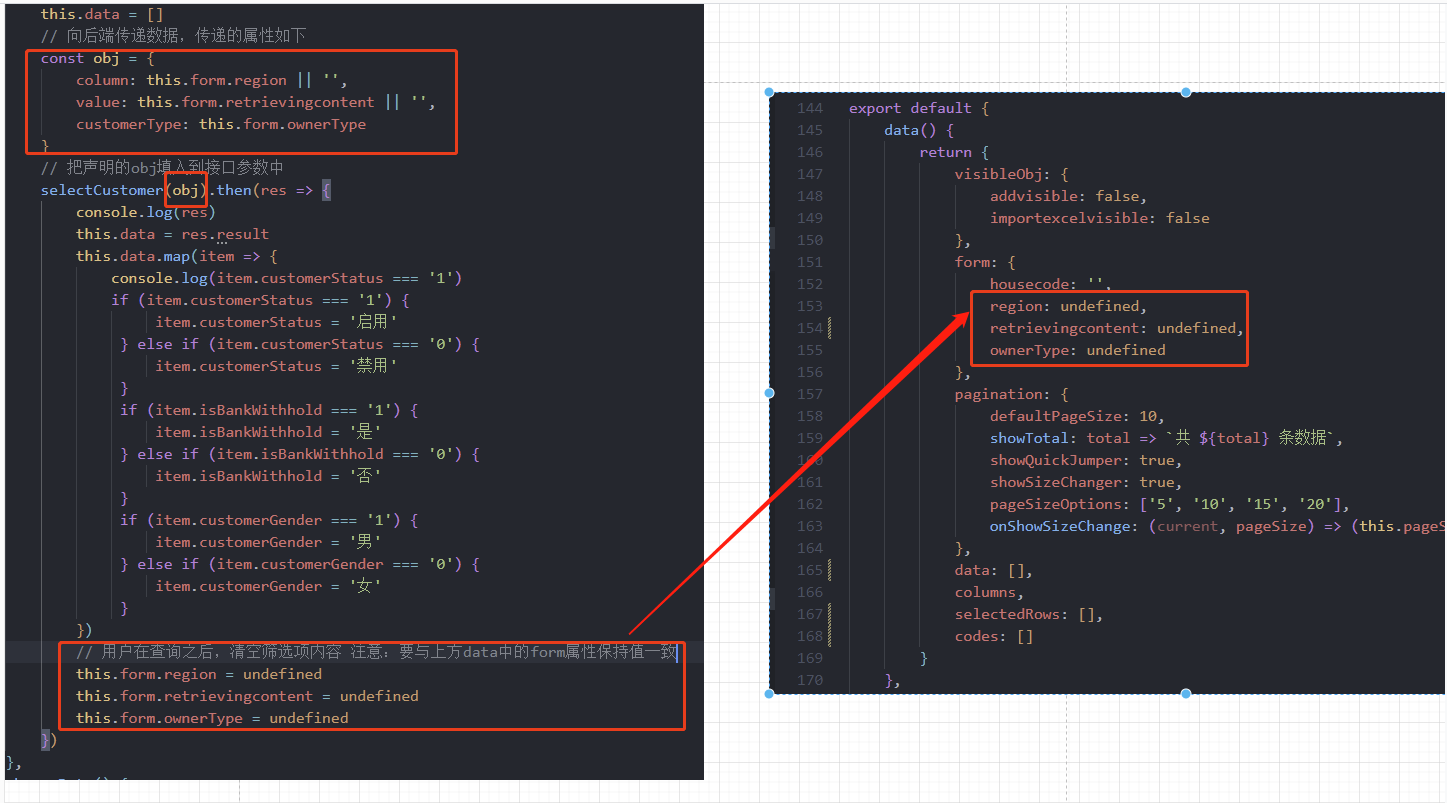 this.data = []
// 向后端传递数据，传递的属性如下
const obj = {
column: this.form.region || '',
value: this.form.retrievingcontent || '',
customerType: this.form.ownerType
}
// 把声明的obj填入到接口参数中
selectCustomer(obj).then(res => {
console.log(res)
this.data = res.result
this.data.map(item => {
console.log(item.customerStatus === '1')
if (item.customerStatus === '1') {
item.customerStatus = '启用'
} else if (item.customerStatus === '0') {
item.customerStatus = '禁用'
}
if (item.isBankWithhold === '1') {
item.isBankWithhold = '是'
} else if (item.isBankWithhold === '0') {
item.isBankWithhold = '否'
}
if (item.customerGender === '1') {
item.customerGender = '男'
} else if (item.customerGender === '0') {
item.customerGender = '女'
}
})
// 用户在查询之后，清空筛选项内容 注意：要与上方data中的form属性保持值一致
this.form.region = undefined
this.form.retrievingcontent = undefined
this.form.ownerType = undefined
})
},
144 export default {
145 data() {
146 return {
147 visibleObj: {
148 addvisible: false,
149 importexcelvisible: false
150 },
151 form: {
152 housecode: '',
153 region: undefined,
154 retrievingcontent: undefined,
155 ownerType: undefined
156 },
157 pagination: {
158 defaultPageSize: 10,
159 showTotal: total => `共 ${total} 条数据`,
160 showQuickJumper: true,
161 showSizeChanger: true,
162 pageSizeOptions: ['5', '10', '15', '20'],
163 onShowSizeChange: (current, pageSize) => (this.pageS
164 },
165 data: [],
166 columns,
167 selectedRows: [],
168 codes: []
169 }
170 },